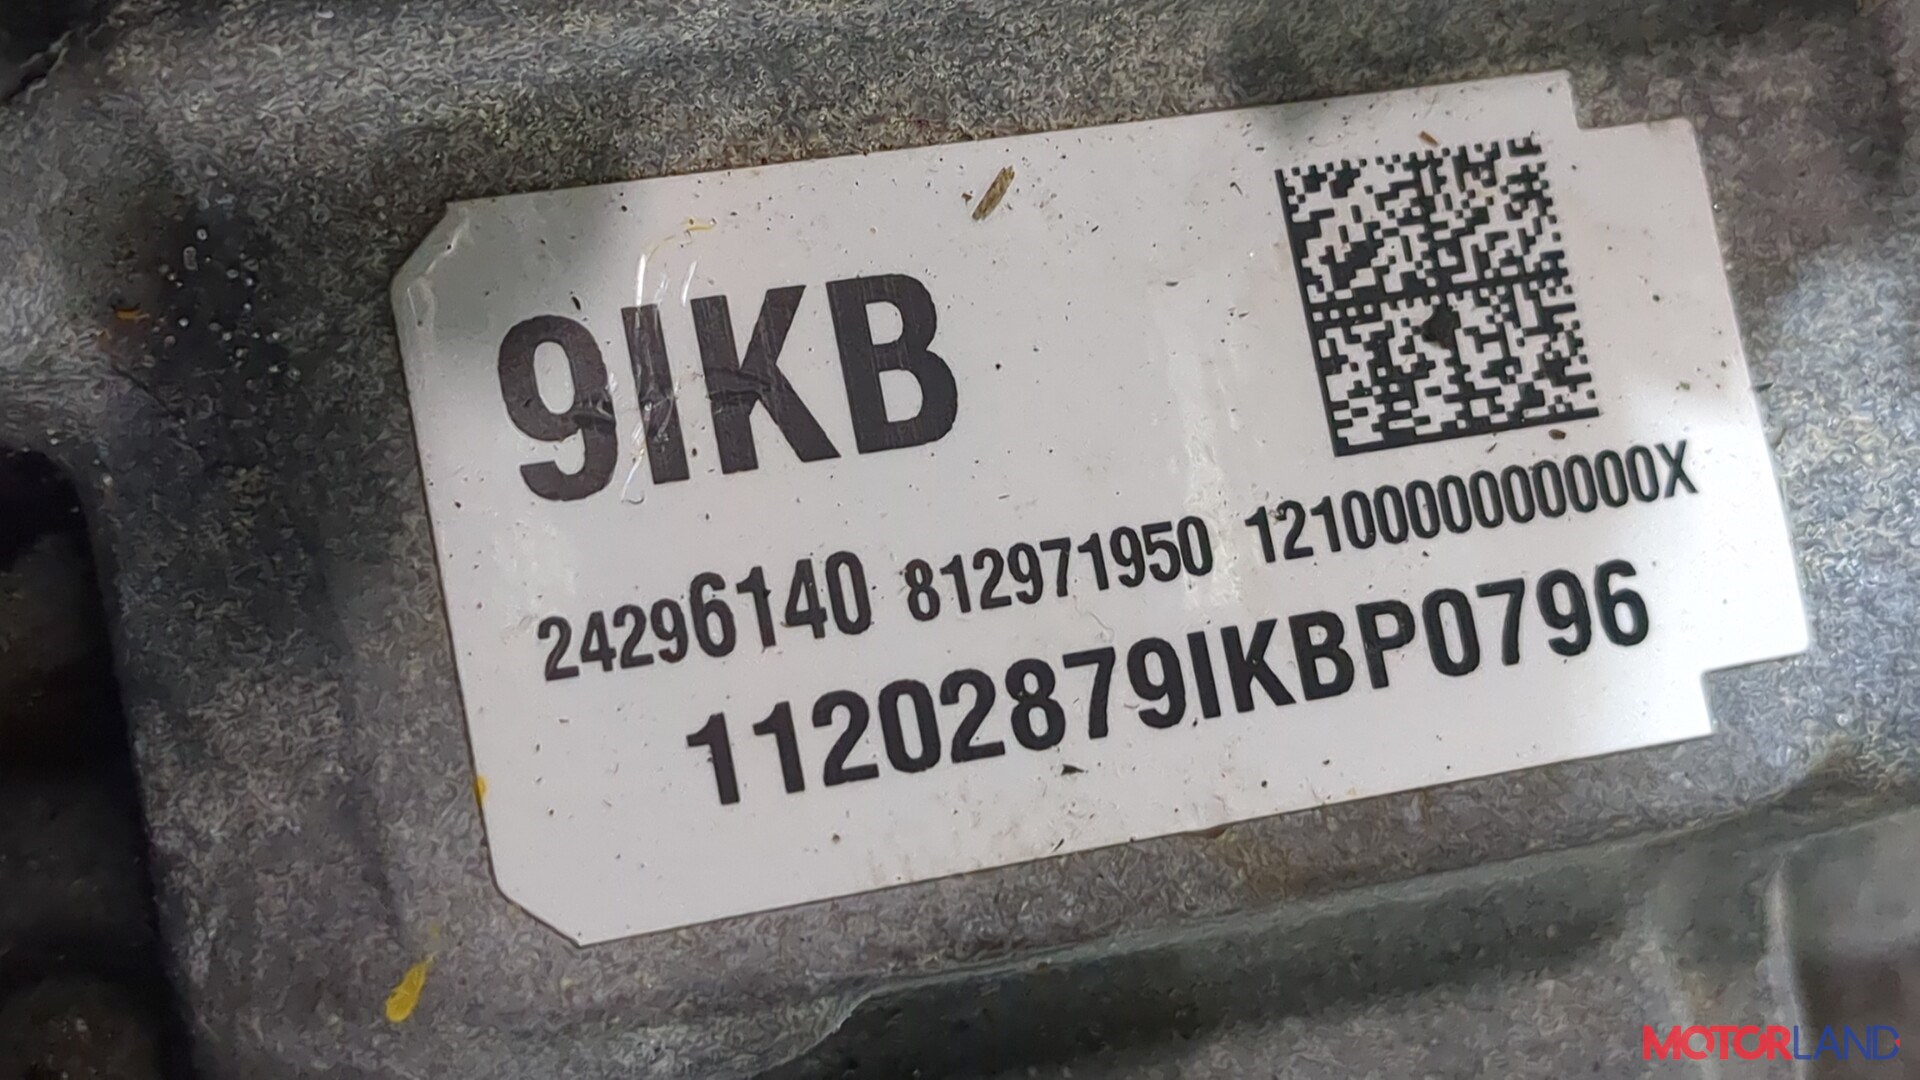 9IKB
24296140 812971950 1210000000000X
11202879IKBP0796
MOTORLAND